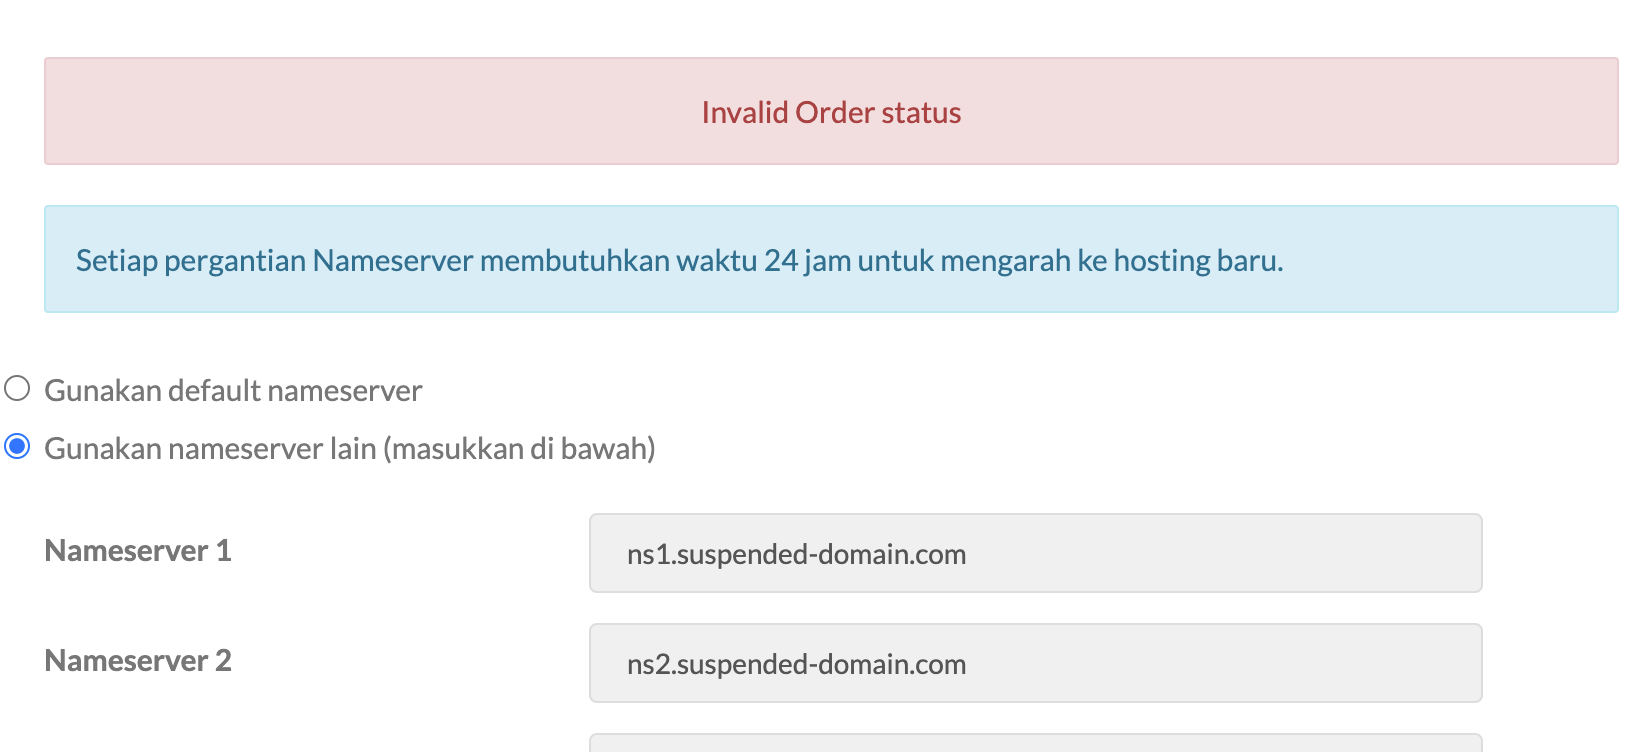 Invalid Order status
Setiap pergantian Nameserver membutuhkan waktu 24 jam untuk mengarah ke hosting baru.
Gunakan default nameserver
Gunakan nameserver lain (masukkan di bawah)
Nameserver 1
ns1.suspended-domain.com
Nameserver 2
ns2.suspended-domain.com